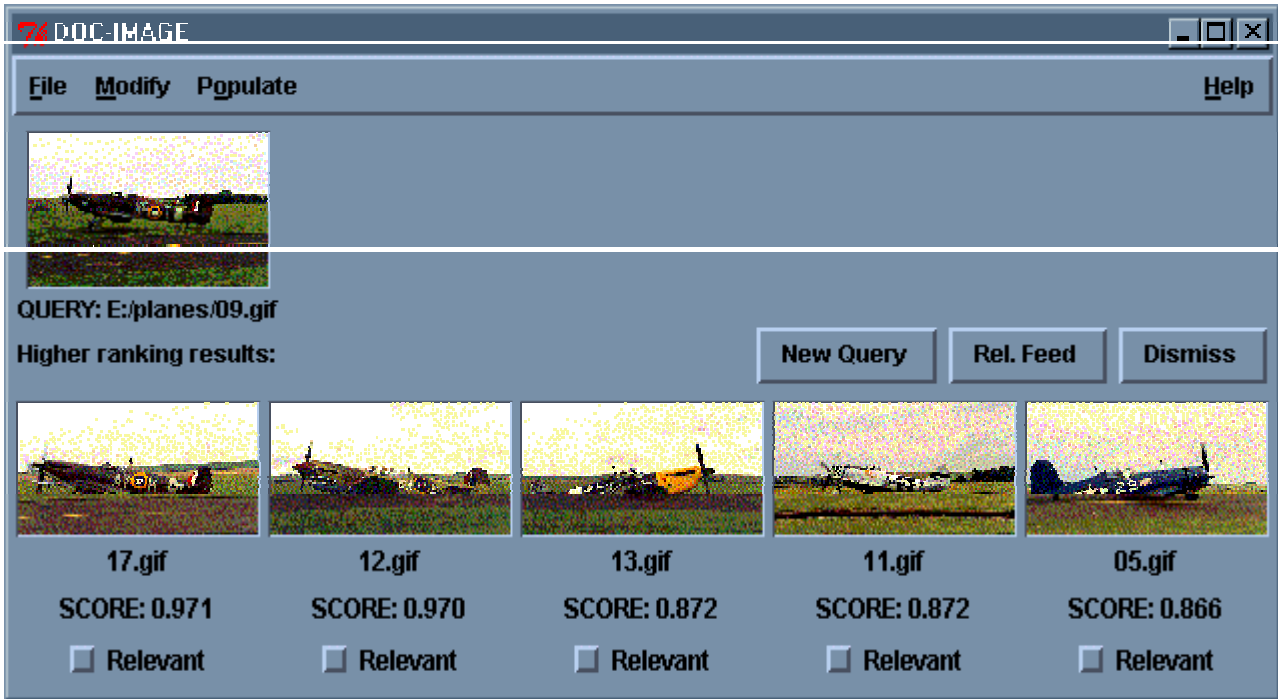 DOC-IMAGE
File Modify Populate Help
QUERY: E:/planes/09.gif
Higher ranking results:
New Query Rel. Feed Dismiss
17.gif 12.gif 13.gif 11.gif 05.gif
SCORE: 0.971 SCORE: 0.970 SCORE: 0.872 SCORE: 0.872 SCORE: 0.866
Relevant Relevant Relevant Relevant Relevant